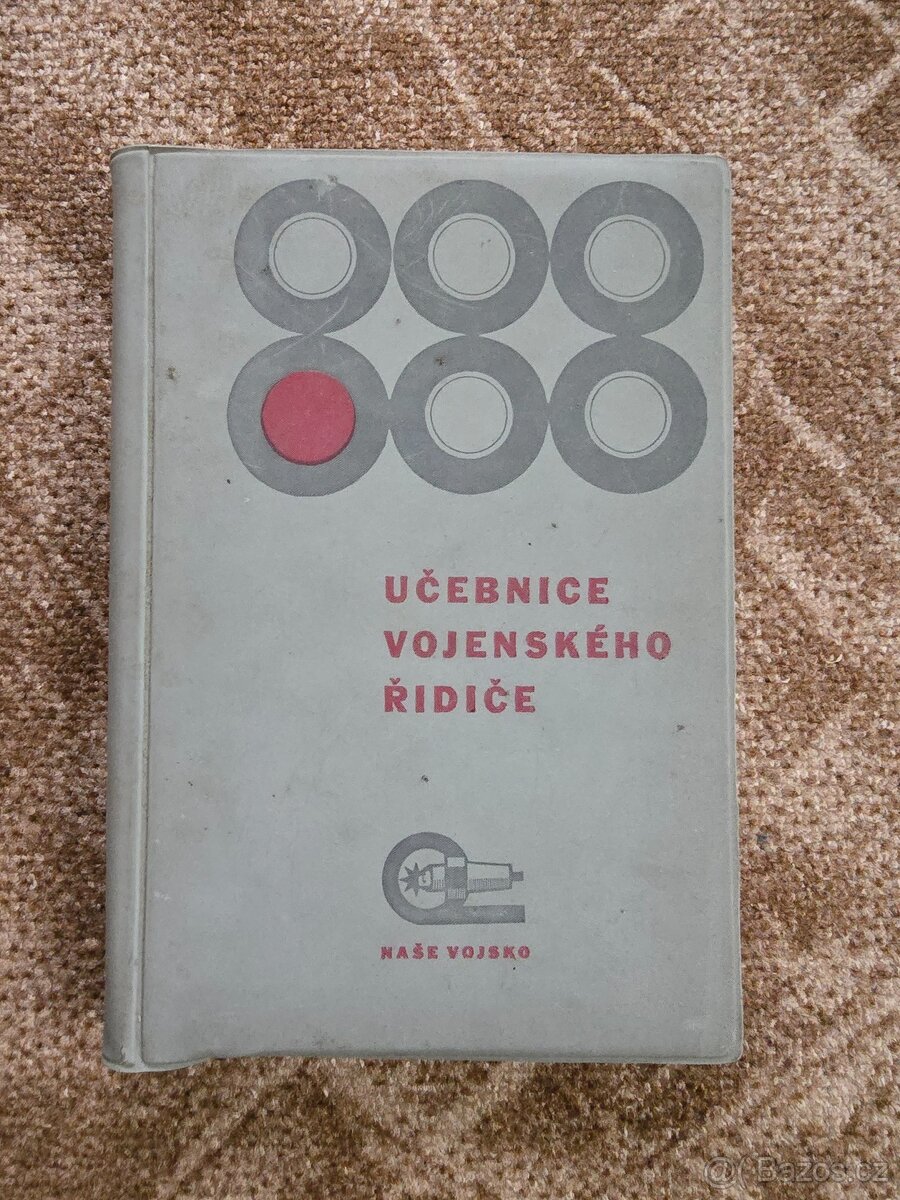 UČEBNICE
VOJENSKÉHO
ŘIDIČE
NAŠE VOJSKO
@ Bazos.cz